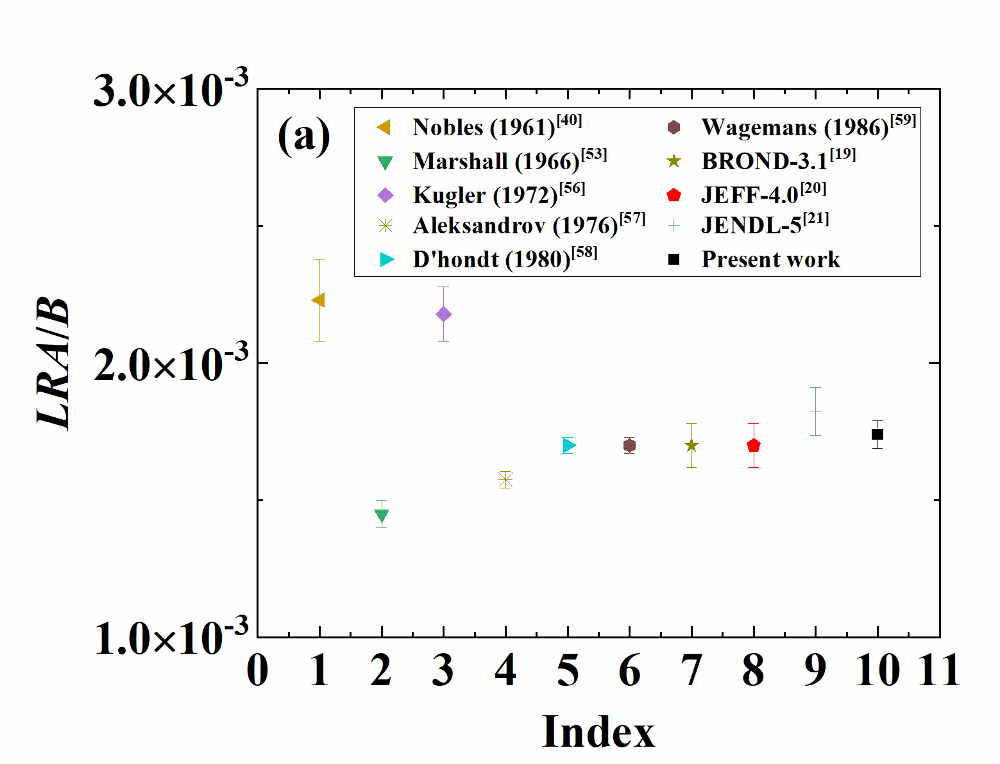 3.0×10⁻³
(a)
Nobles (1961)[40]
Marshall (1966)[53]
Kugler (1972)[56]
Aleksandrov (1976)[57]
D'hondt (1980)[58]
Wagemans (1986)[59]
BROND-3.1[19]
JEFF-4.0[20]
JENDL-5[21]
Present work
LRA/B
2.0×10⁻³
1.0×10⁻³
0 1 2 3 4 5 6 7 8 9 10 11
Index